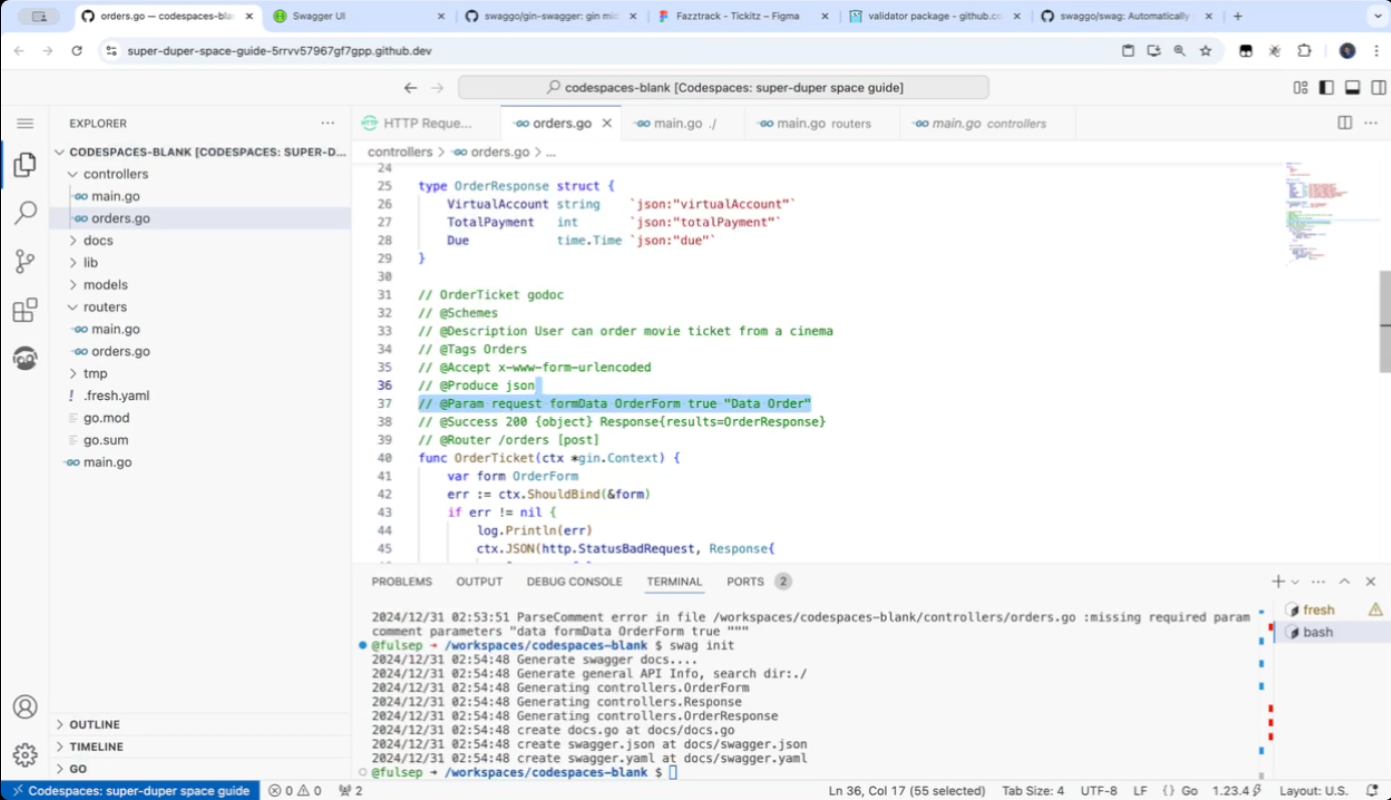 orders.go — codespaces-bla
Swagger UI
swaggo/gin-swagger: gin mid
Fazztrack – Tickitz – Figma
validator package - github.co
swaggo/swag: Automatically
super-duper-space-guide-5rrvv57967gf7gpp.github.dev
codespaces-blank [Codespaces: super-duper space guide]
EXPLORER
CODESPACES-BLANK [CODESPACES: SUPER-D...
controllers
main.go
orders.go
docs
lib
models
routers
main.go
orders.go
tmp
.fresh.yaml
go.mod
go.sum
main.go
OUTLINE
TIMELINE
GO
HTTP Reque...
orders.go
main.go ./
main.go routers
main.go controllers
controllers > orders.go > ...
24
25 type OrderResponse struct {
26 VirtualAccount string `json:"virtualAccount"`
27 TotalPayment int `json:"totalPayment"`
28 Due time.Time `json:"due"`
29 }
30
31 // OrderTicket godoc
32 // @Schemes
33 // @Description User can order movie ticket from a cinema
34 // @Tags Orders
35 // @Accept x-www-form-urlencoded
36 // @Produce json
37 // @Param request formData OrderForm true "Data Order"
38 // @Success 200 {object} Response{results=OrderResponse}
39 // @Router /orders [post]
40 func OrderTicket(ctx *gin.Context) {
41 var form OrderForm
42 err := ctx.ShouldBind(&form)
43 if err != nil {
44 log.Println(err)
45 ctx.JSON(http.StatusBadRequest, Response{
PROBLEMS OUTPUT DEBUG CONSOLE TERMINAL PORTS 2
2024/12/31 02:53:51 ParseComment error in file /workspaces/codespaces-blank/controllers/orders.go :missing required param
comment parameters "data formData OrderForm true """
@fulsep → /workspaces/codespaces-blank $ swag init
2024/12/31 02:54:48 Generate swagger docs....
2024/12/31 02:54:48 Generate general API Info, search dir:./
2024/12/31 02:54:48 Generating controllers.OrderForm
2024/12/31 02:54:48 Generating controllers.Response
2024/12/31 02:54:48 Generating controllers.OrderResponse
2024/12/31 02:54:48 create docs.go at docs/docs.go
2024/12/31 02:54:48 create swagger.json at docs/swagger.json
2024/12/31 02:54:48 create swagger.yaml at docs/swagger.yaml
@fulsep → /workspaces/codespaces-blank $
fresh
bash
Codespaces: super-duper space guide 0 0 2 Ln 36, Col 17 (55 selected) Tab Size: 4 UTF-8 LF {} Go 1.23.4 Layout: U.S.